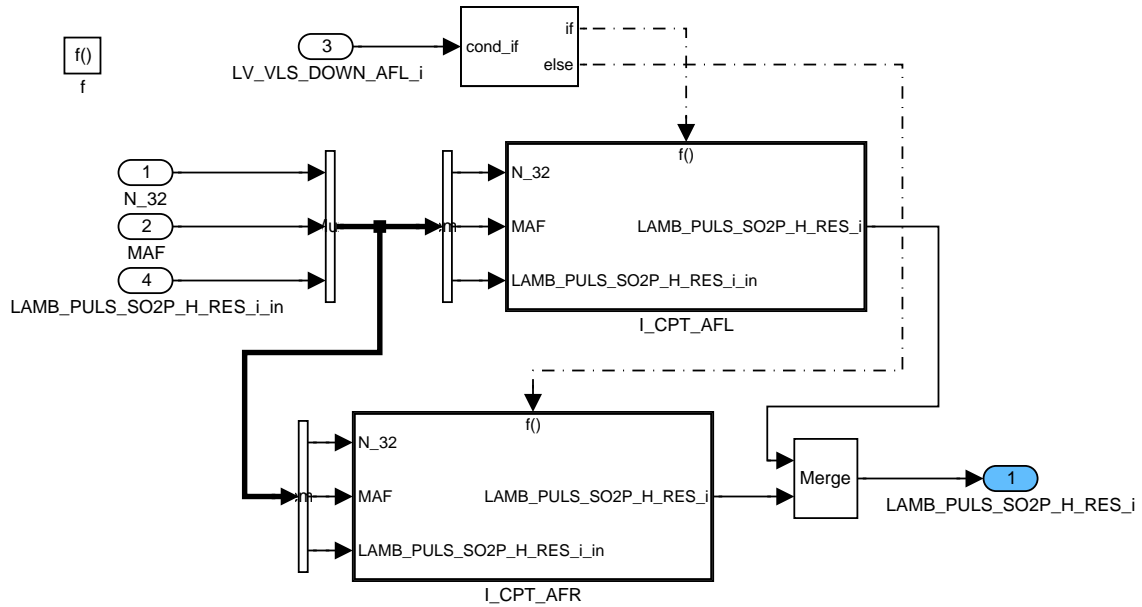 if
f()
3
cond_if
else
LV_VLS_DOWN_AFL_i
f
f()
1
N_32
N_32
2
MAF
LAMB_PULS_SO2P_H_RES_i
MAF
4
LAMB_PULS_SO2P_H_RES_i_in
LAMB_PULS_SO2P_H_RES_i_in
I_CPT_AFL
f()
N_32
Merge
1
MAF
LAMB_PULS_SO2P_H_RES_i
LAMB_PULS_SO2P_H_RES_i
LAMB_PULS_SO2P_H_RES_i_in
I_CPT_AFR